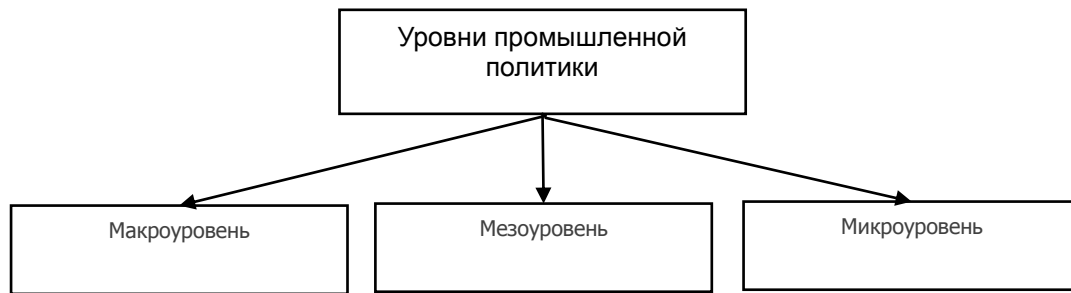 Уровни промышленной
политики
Макроуровень
Мезоуровень
Микроуровень